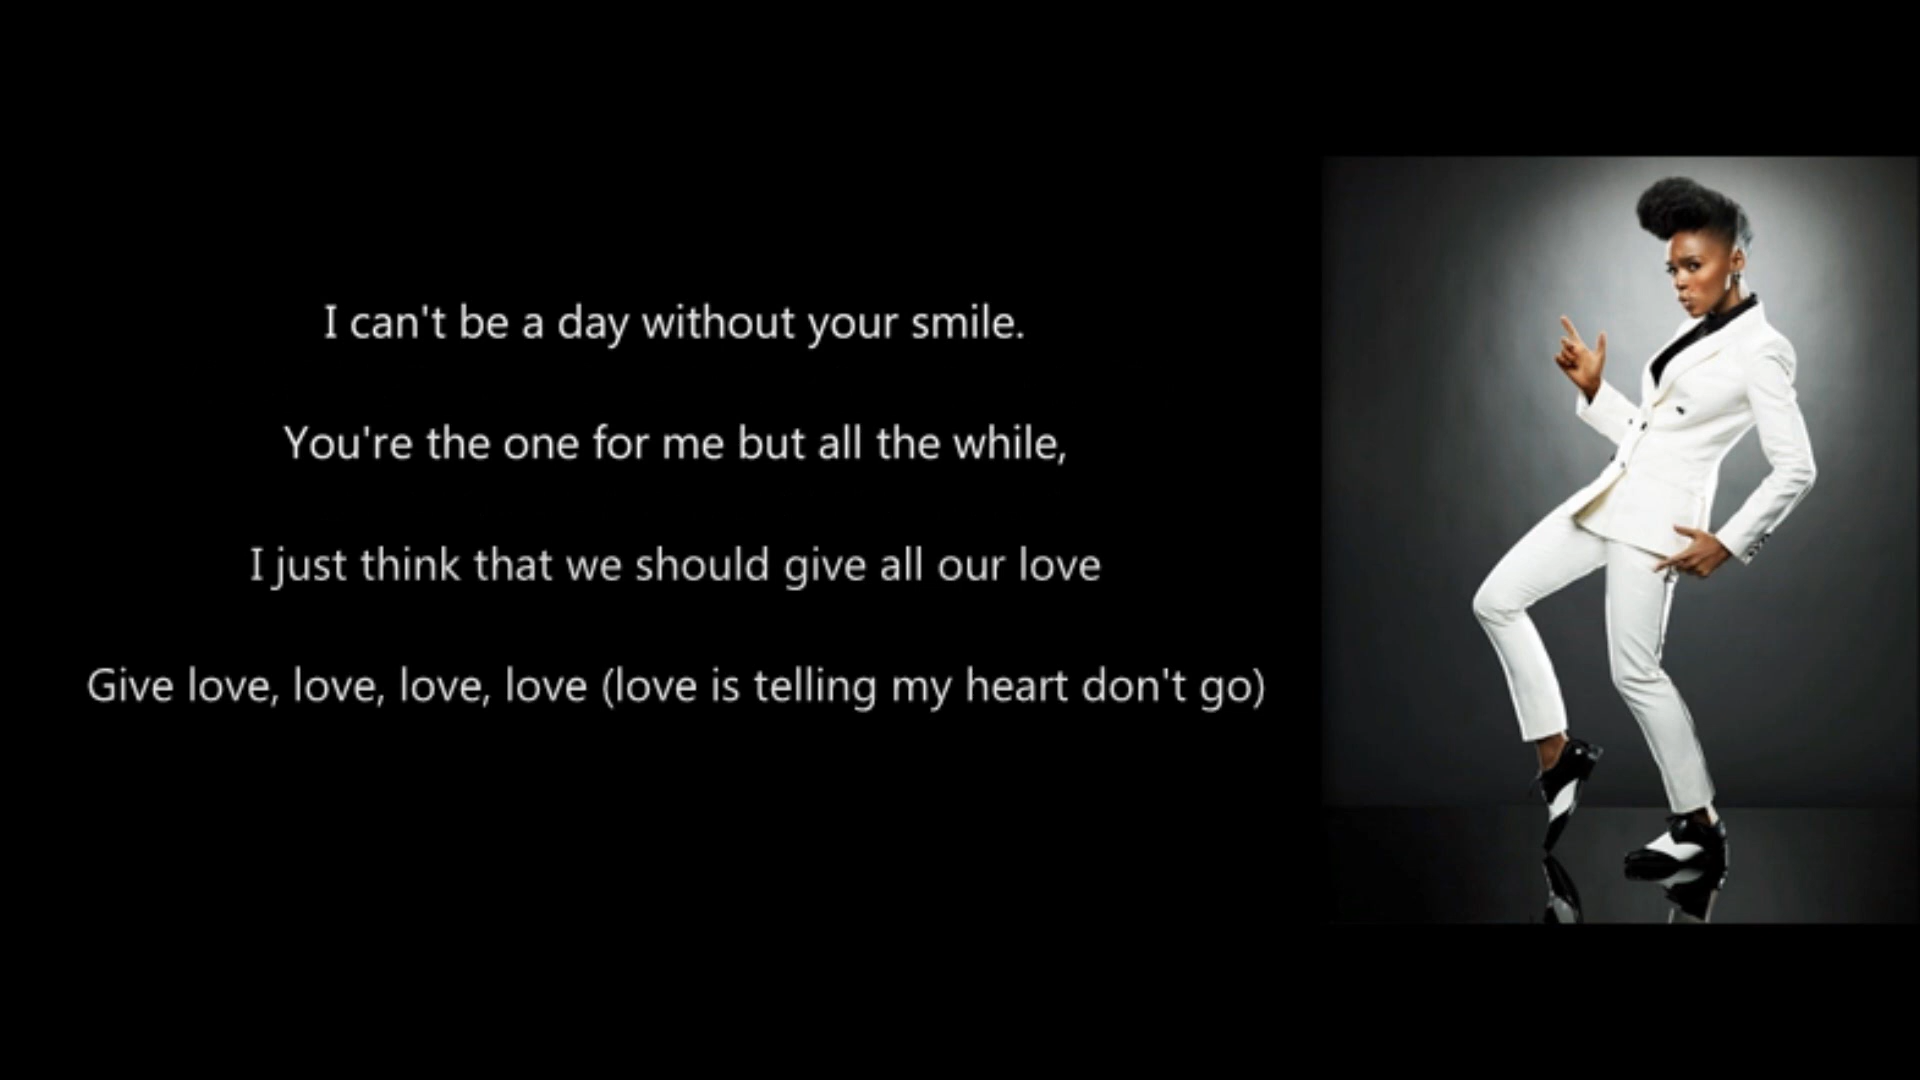 I can't be a day without your smile.
You're the one for me but all the while,
I just think that we should give all our love
Give love, love, love, love (love is telling my heart don't go)